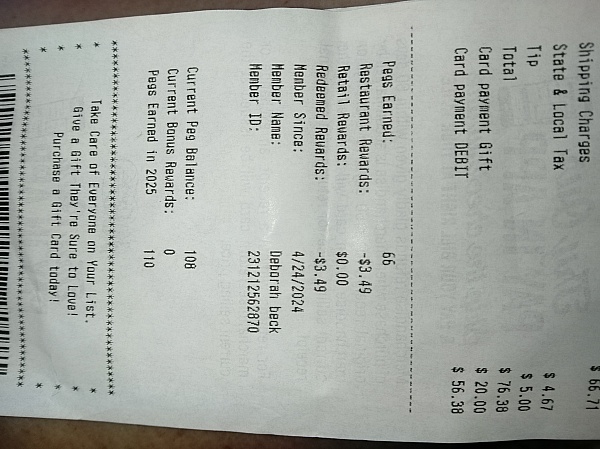 Shipping Charges
$ 66.71
State & Local Tax $ 4.67
Tip $ 5.00
Total $ 76.38
Card payment Gift $ 20.00
Card payment DEBIT $ 56.38
Pegs Earned: 66
Restaurant Rewards: -$3.49
Retail Rewards: $0.00
Redeemed Rewards: -$3.49
Member Since: 4/24/2024
Member Name: Deborah beck
Member ID: 231212562870
Current Peg Balance: 108
Current Bonus Rewards: 0
Pegs Earned in 2025 110
****************************************
* Take Care of Everyone on Your List. *
* Give a Gift They're Sure to Love! *
* Purchase a Gift Card today! *
****************************************